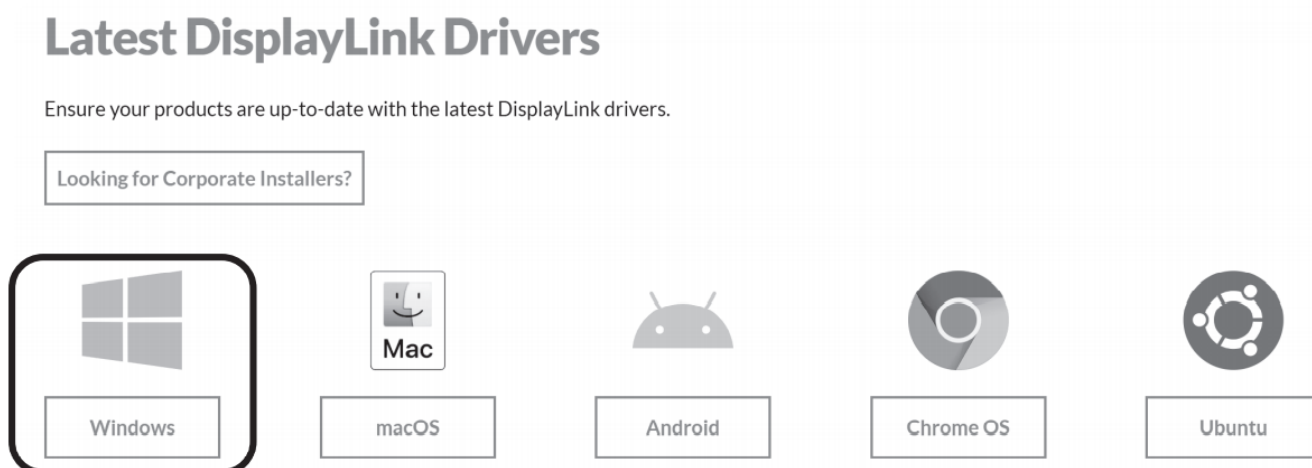 Latest DisplayLink Drivers
Ensure your products are up-to-date with the latest DisplayLink drivers.
Looking for Corporate Installers?
Mac
Windows
macOS
Android
Chrome OS
Ubuntu